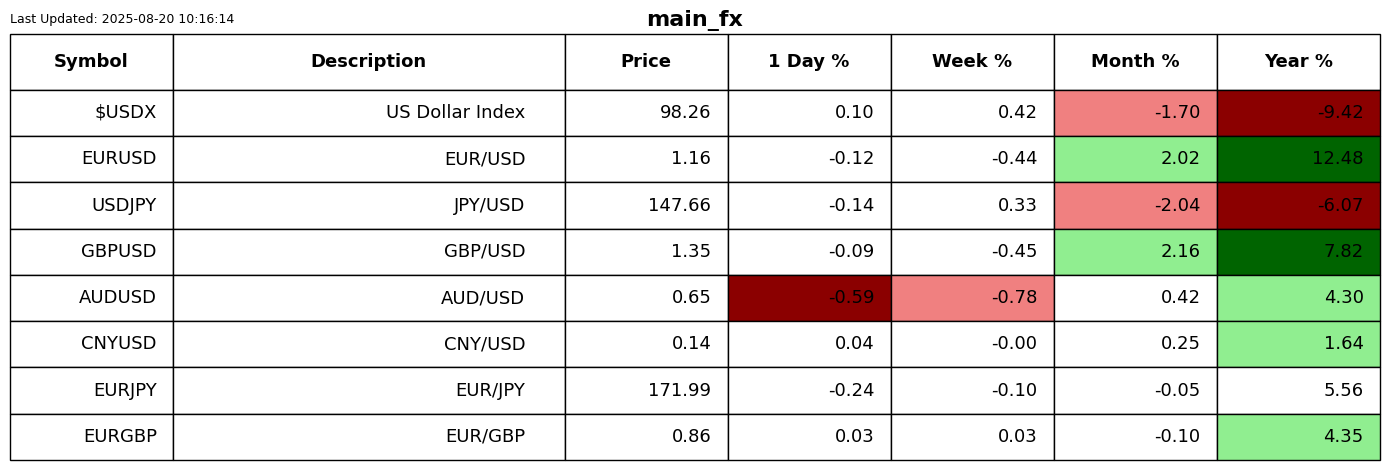 Last Updated: 2025-08-20 10:16:14
main_fx
Symbol Description Price 1 Day % Week % Month % Year %
$USDX US Dollar Index 98.26 0.10 0.42 -1.70 -9.42
EURUSD EUR/USD 1.16 -0.12 -0.44 2.02 12.48
USDJPY JPY/USD 147.66 -0.14 0.33 -2.04 -6.07
GBPUSD GBP/USD 1.35 -0.09 -0.45 2.16 7.82
AUDUSD AUD/USD 0.65 -0.59 -0.78 0.42 4.30
CNYUSD CNY/USD 0.14 0.04 -0.00 0.25 1.64
EURJPY EUR/JPY 171.99 -0.24 -0.10 -0.05 5.56
EURGBP EUR/GBP 0.86 0.03 0.03 -0.10 4.35